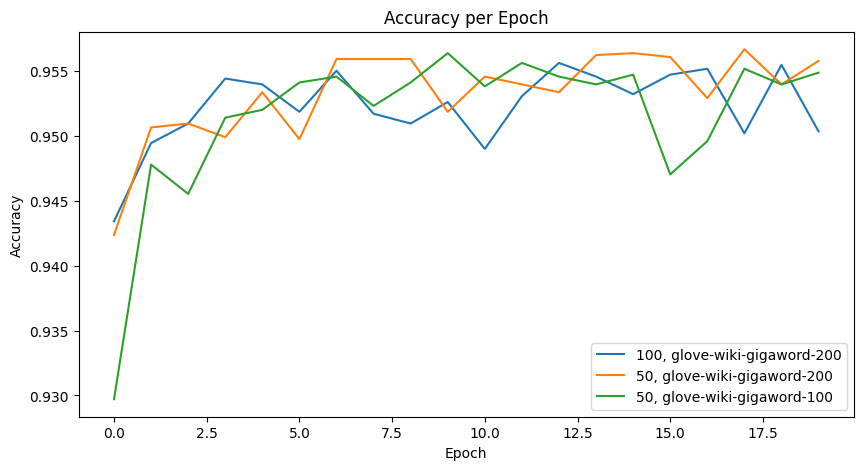 Accuracy per Epoch
Accuracy
0.955
0.950
0.945
0.940
0.935
0.930
100, glove-wiki-gigaword-200
50, glove-wiki-gigaword-200
50, glove-wiki-gigaword-100
0.0 2.5 5.0 7.5 10.0 12.5 15.0 17.5
Epoch